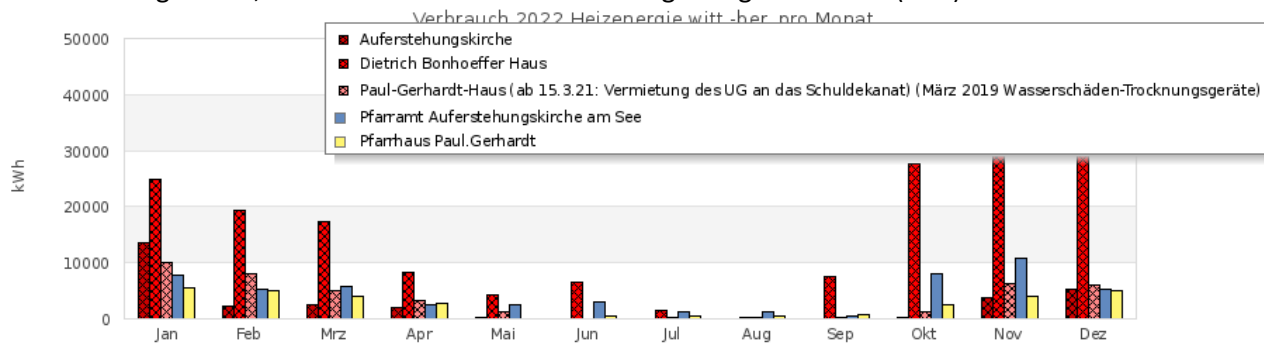 Verbrauch 2022 Heizenergie witt.-ber. pro Monat
Auferstehungskirche
Dietrich Bonhoeffer Haus
Paul-Gerhardt-Haus (ab 15.3.21: Vermietung des UG an das Schuldekanat) (März 2019 Wasserschäden-Trocknungsgeräte)
Pfarramt Auferstehungskirche am See
Pfarrhaus Paul.Gerhardt
kWh
50000
40000
30000
20000
10000
0
Jan Feb Mrz Apr Mai Jun Jul Aug Sep Okt Nov Dez